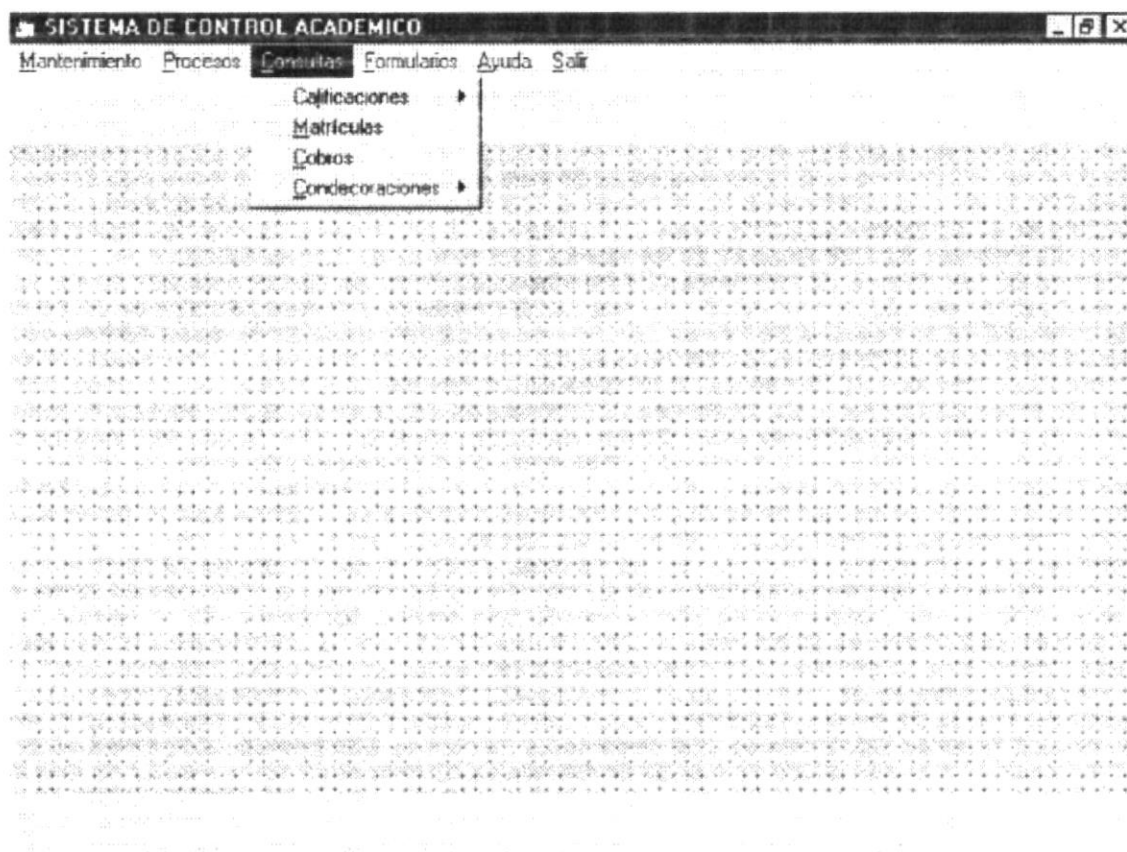 SISTEMA DE CONTROL ACADEMICO
Mantenimiento Procesos Consultas Formularios Ayuda Salir
Calificaciones
Matrículas
Cobros
Condecoraciones